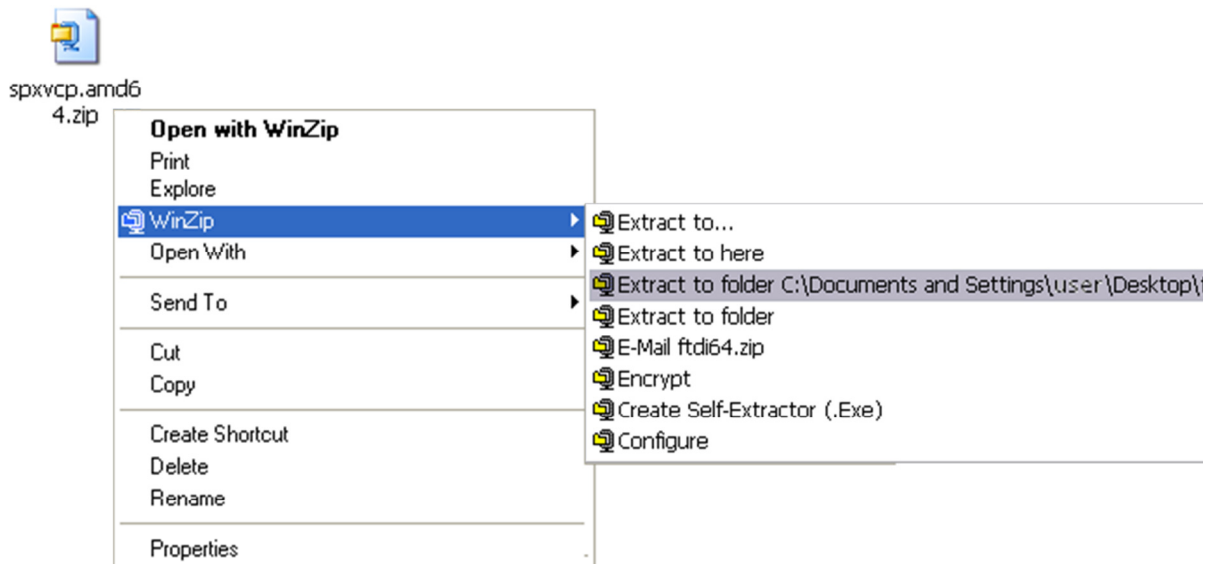 spxvcp.amd6
4.zip
Open with WinZip
Print
Explore
WinZip
Open With
Send To
Cut
Copy
Create Shortcut
Delete
Rename
Properties
Extract to...
Extract to here
Extract to folder C:\Documents and Settings\user\Desktop\
Extract to folder
E-Mail ftdi64.zip
Encrypt
Create Self-Extractor (.Exe)
Configure